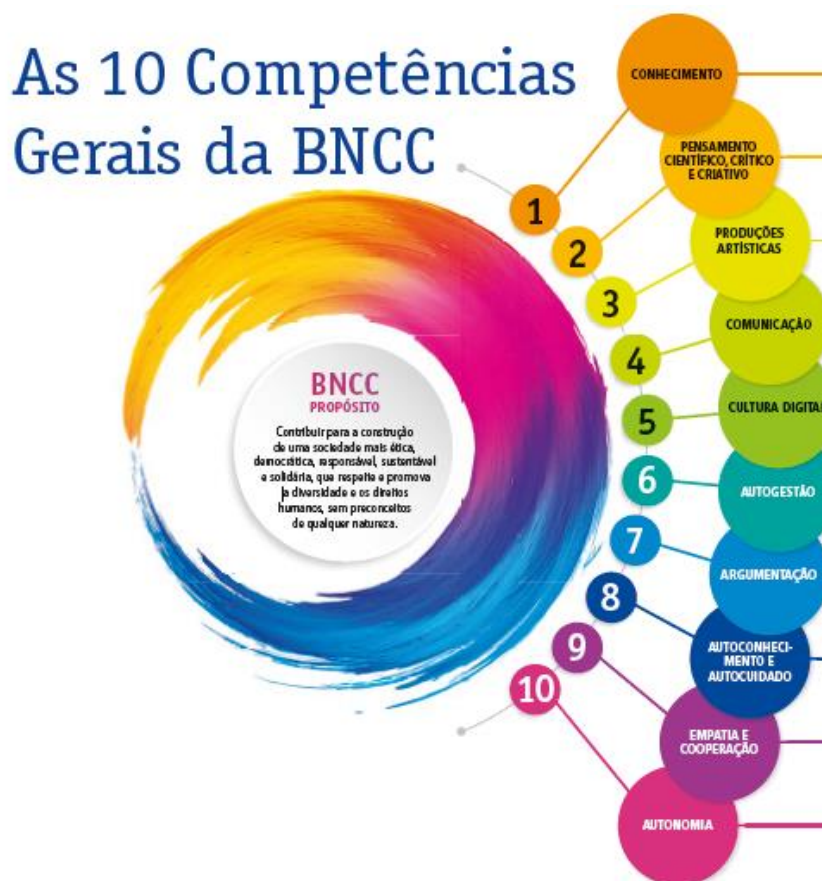 As 10 Competências
Gerais da BNCC
BNCC
PROPÓSITO
Contribuir para a construção
de uma sociedade mais ética,
democrática, responsável, sustentável
e solidária, que respeite e promova
a diversidade e os direitos
humanos, sem preconceitos
de qualquer natureza.
1
CONHECIMENTO
2
PENSAMENTO
CIENTÍFICO, CRÍTICO
E CRIATIVO
3
PRODUÇÕES
ARTÍSTICAS
4
COMUNICAÇÃO
5
CULTURA DIGITAL
6
AUTOGESTÃO
7
ARGUMENTAÇÃO
8
AUTOCONHECI-
MENTO E
AUTOCUIDADO
9
EMPATIA E
COOPERAÇÃO
10
AUTONOMIA